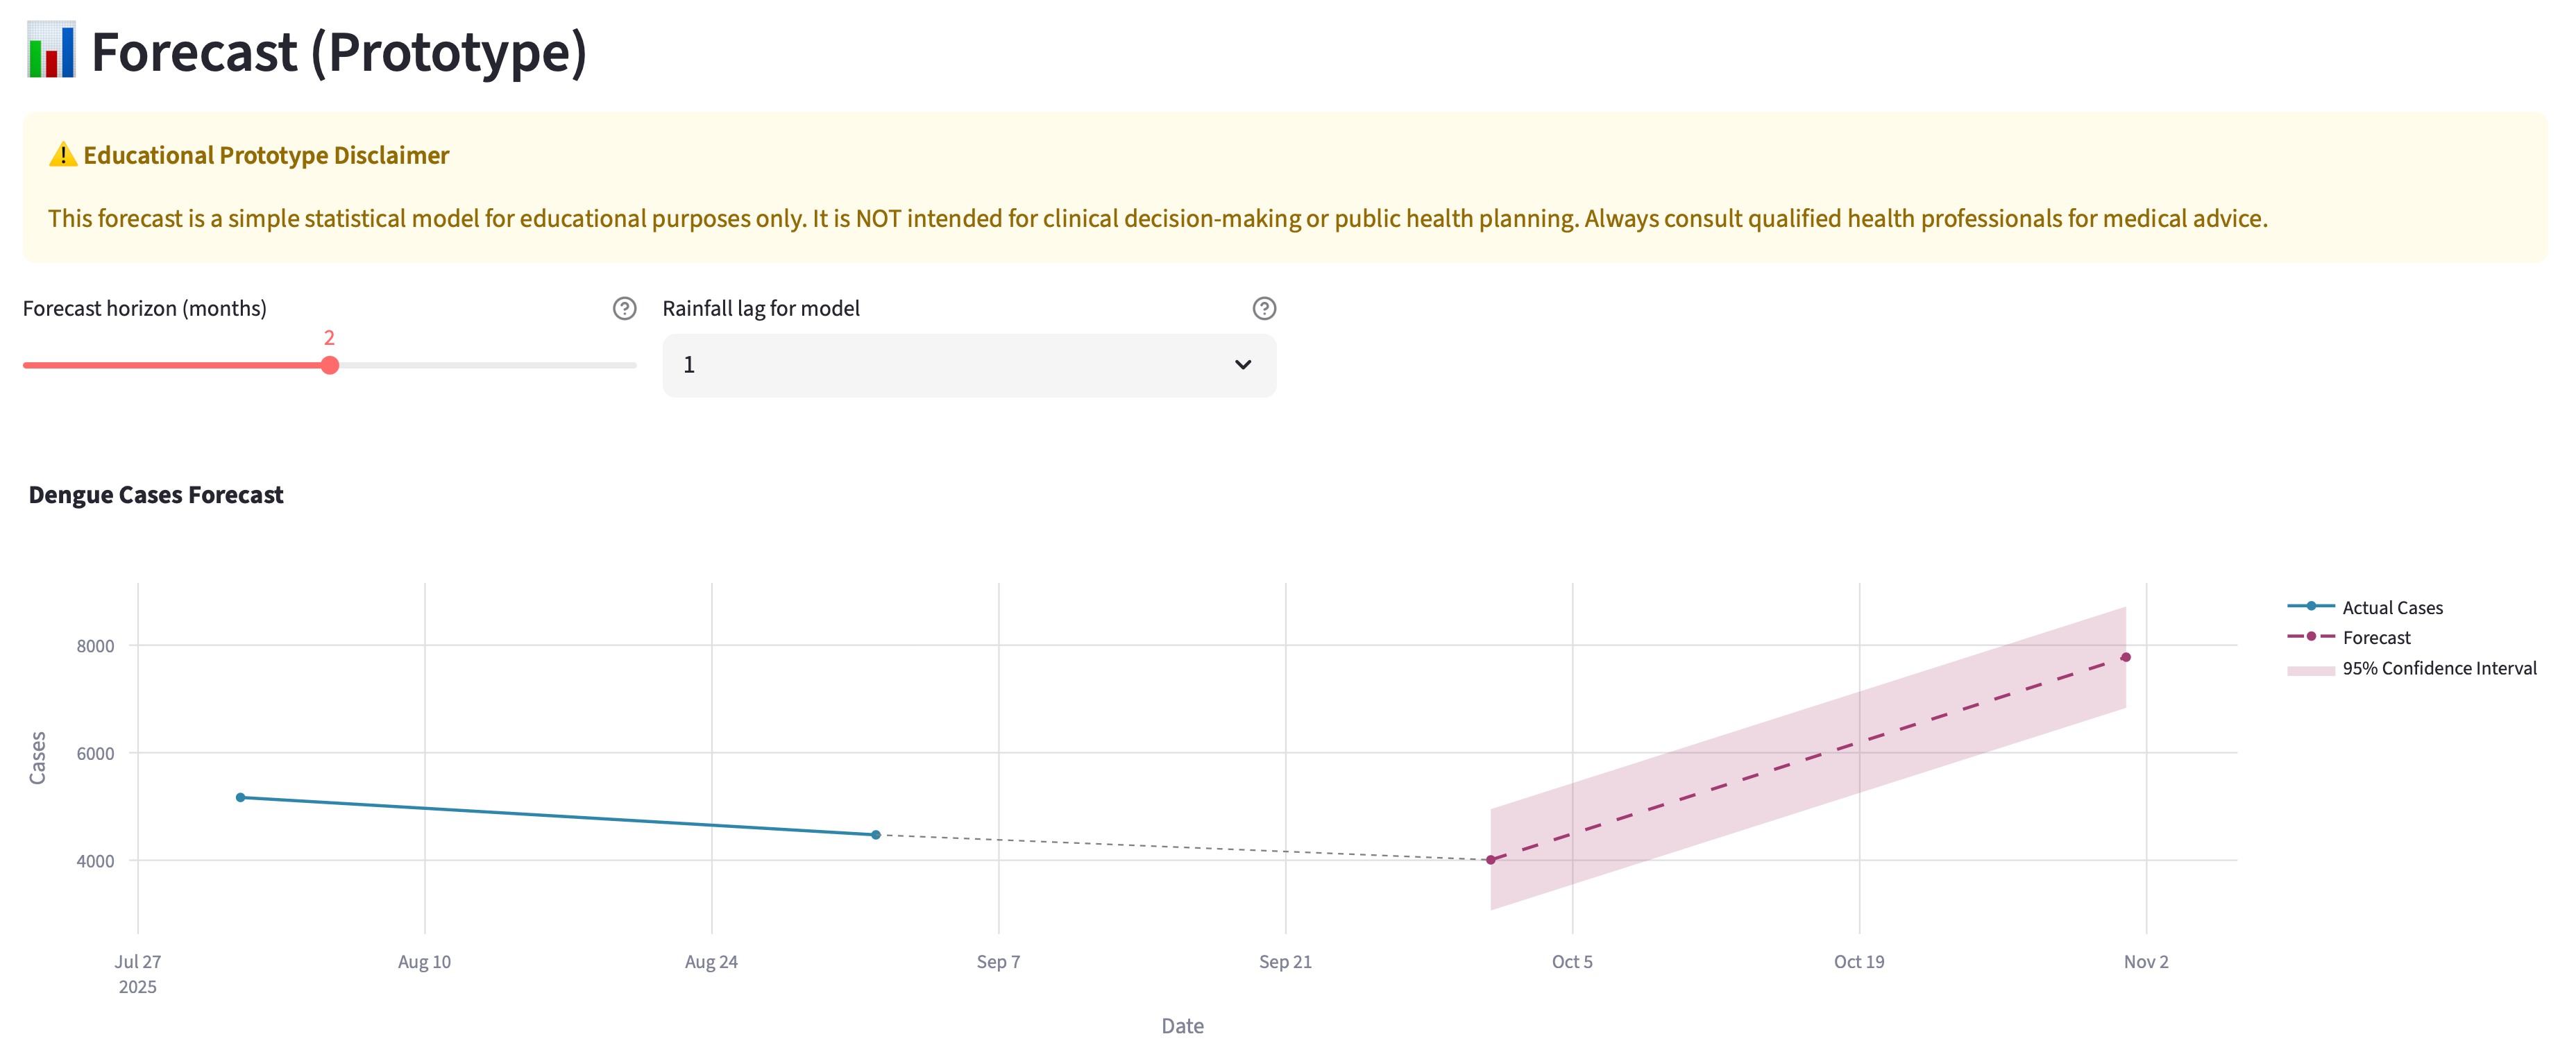 Forecast (Prototype)
Educational Prototype Disclaimer
This forecast is a simple statistical model for educational purposes only. It is NOT intended for clinical decision-making or public health planning. Always consult qualified health professionals for medical advice.
Forecast horizon (months)
Rainfall lag for model
2
1
Dengue Cases Forecast
Actual Cases
Forecast
95% Confidence Interval
8000
6000
4000
Cases
Jul 27
2025
Aug 10
Aug 24
Sep 7
Sep 21
Oct 5
Oct 19
Nov 2
Date